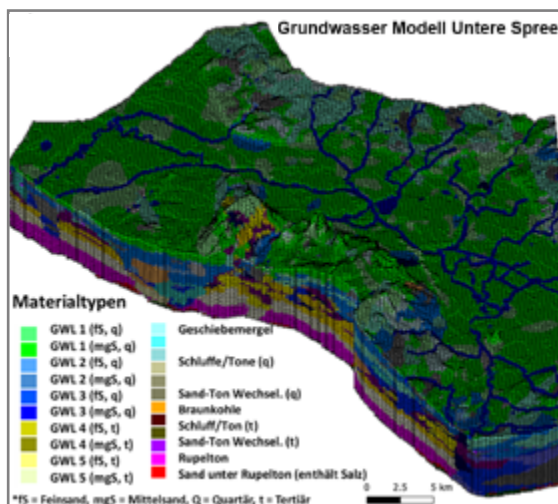 Grundwasser Modell Untere Spree
Materialtypen
GWL 1 (fS, q)
GWL 1 (mgS, q)
GWL 2 (fS, q)
GWL 2 (mgS, q)
GWL 3 (fS, q)
GWL 3 (mgS, q)
GWL 4 (fS, t)
GWL 4 (mgS, t)
GWL 5 (fS, t)
GWL 5 (mgS, t)
Geschiebemergel
Schluffe/Tone (q)
Sand-Ton Wechsel. (q)
Braunkohle
Schluff/Ton (t)
Sand-Ton Wechsel. (t)
Rupelton
Sand unter Rupelton (enthält Salz)
*fS = Feinsand, mgS = Mittelsand, Q = Quartär, t = Tertiär
0 2.5 5 km